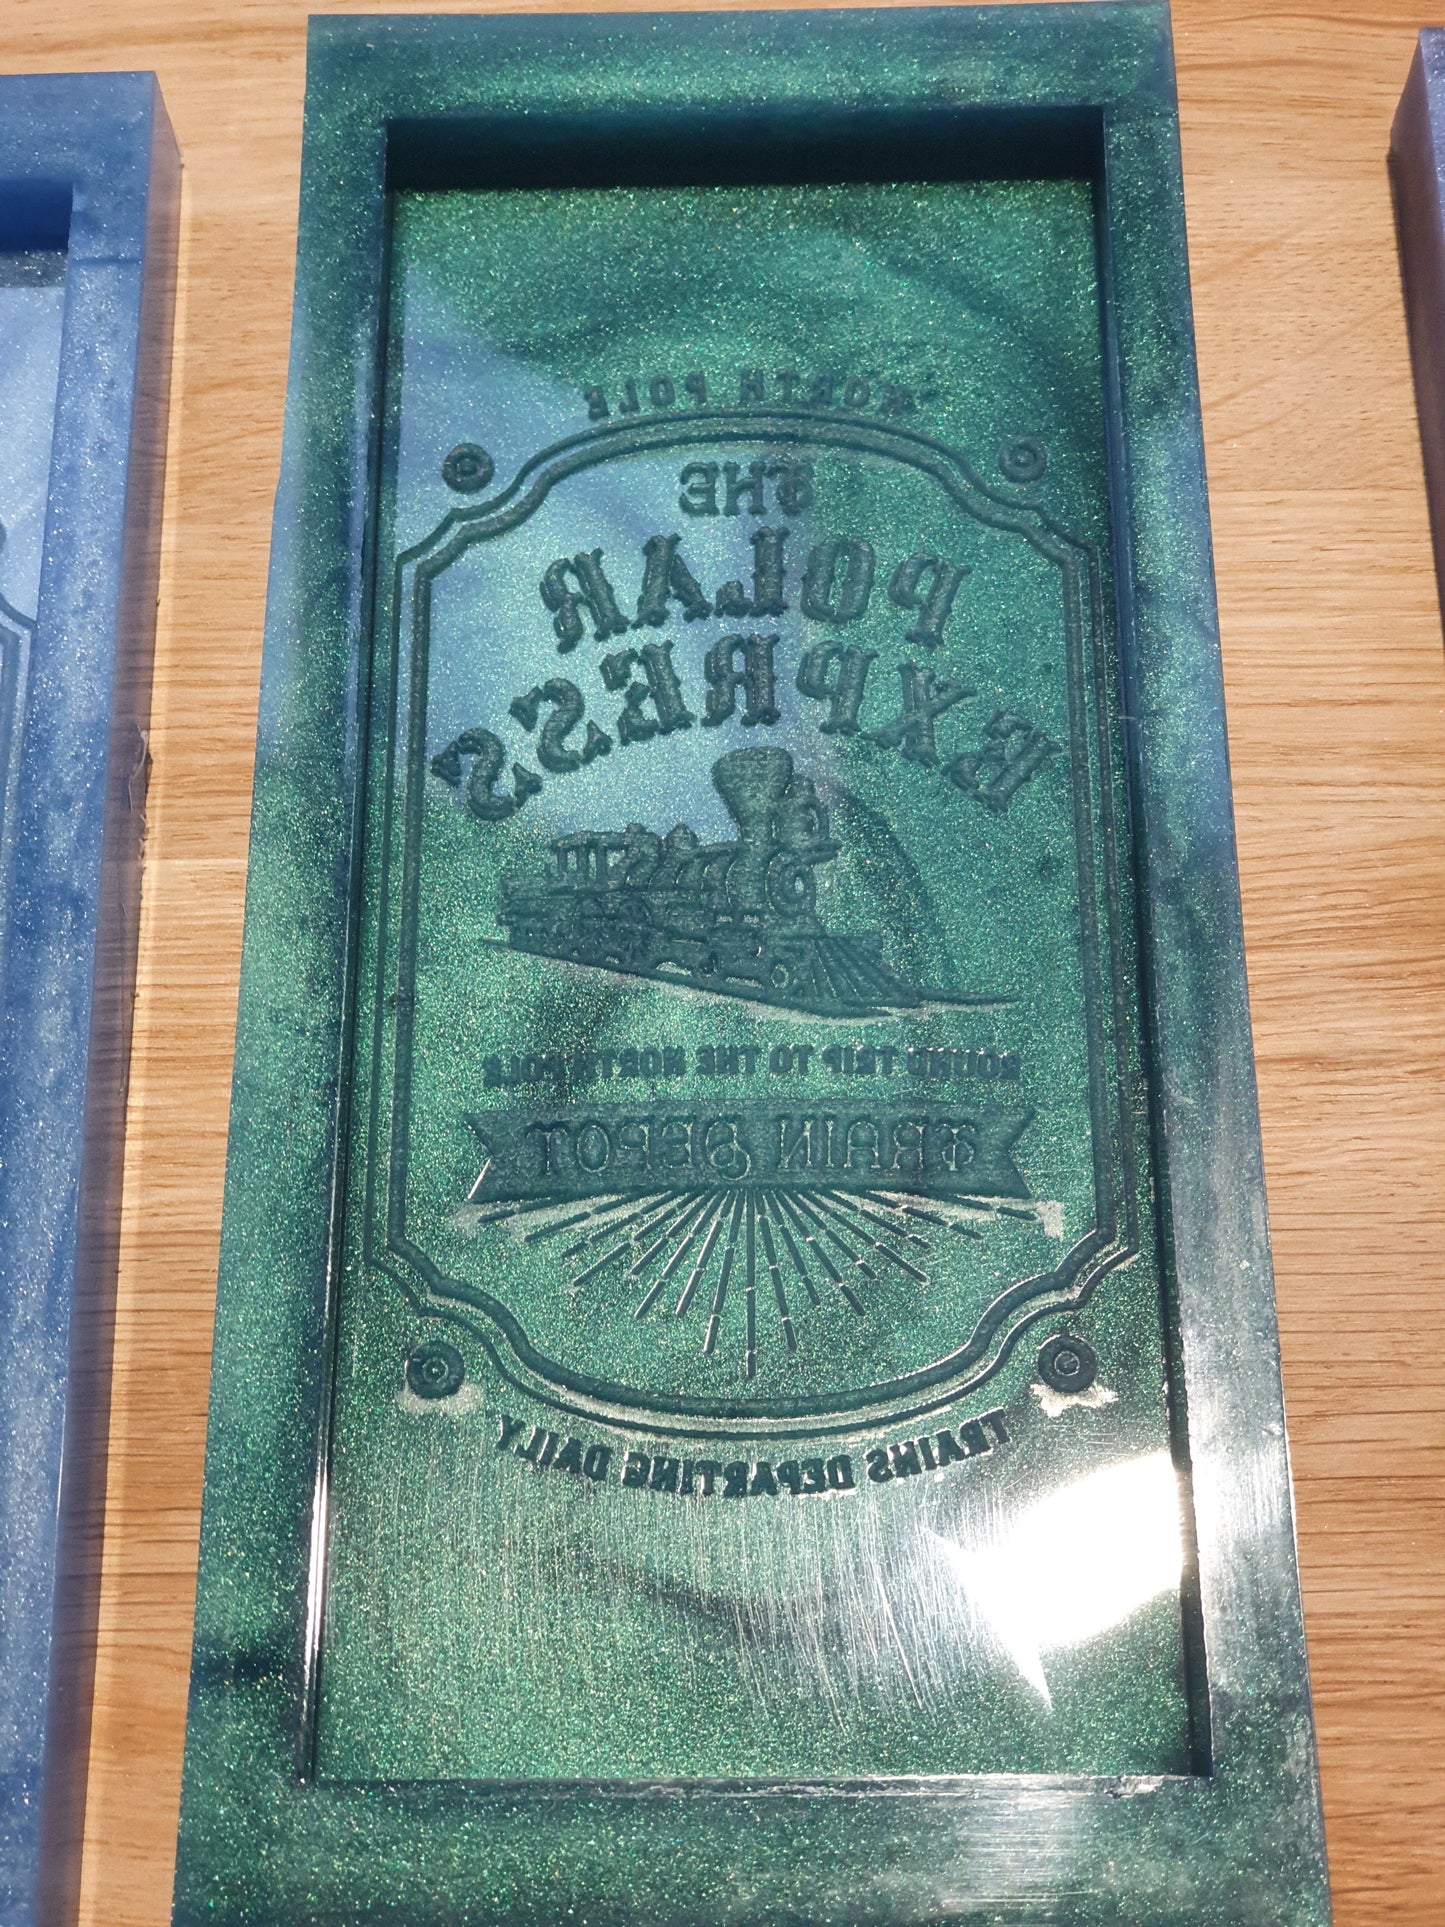 NORTH POLE
THE
POLAR
EXPRESS
ROUND TRIP TO THE NORTH POLE
TRAIN DEPOT
TRAINS DEPARTING DAILY